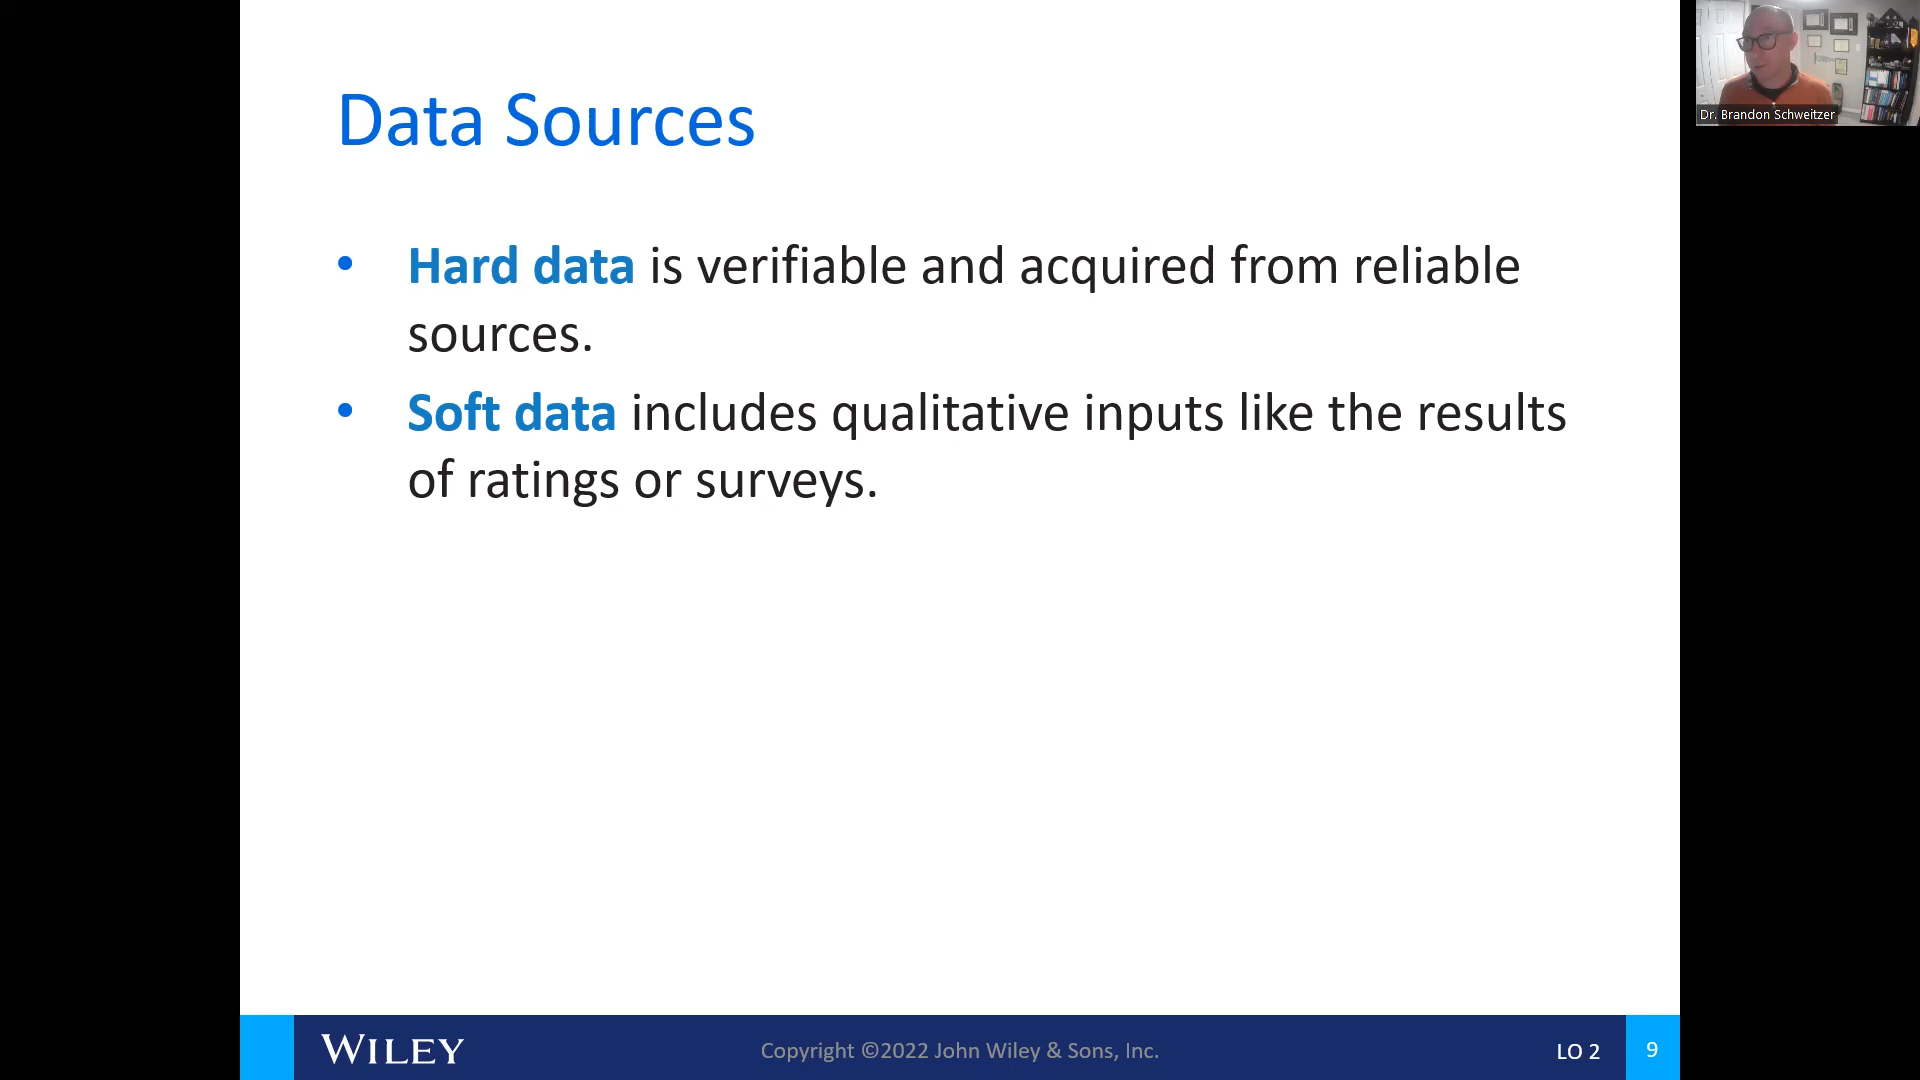 Data Sources
Dr. Brandon Schweitzer
• Hard data is verifiable and acquired from reliable
sources.
• Soft data includes qualitative inputs like the results
of ratings or surveys.
WILEY
Copyright ©2022 John Wiley & Sons, Inc.
LO 2
9